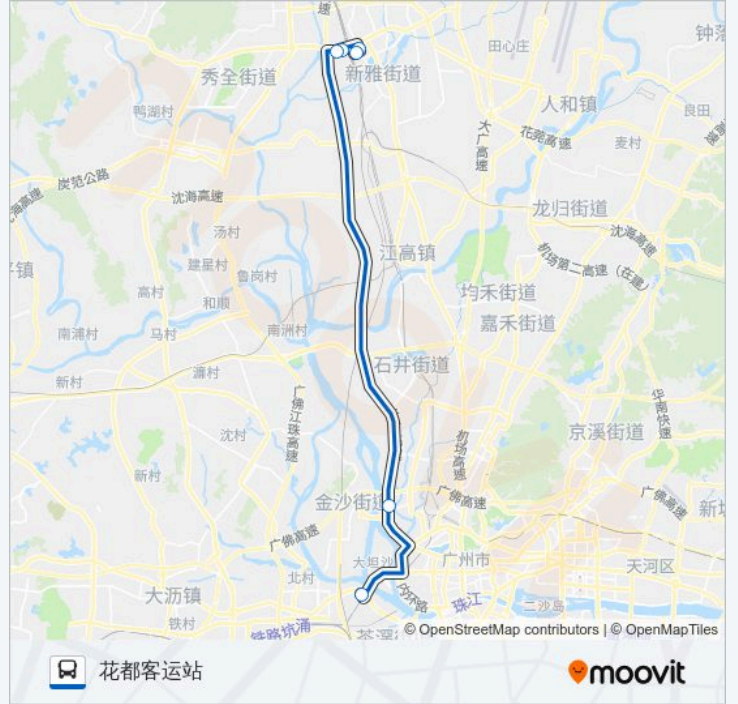 速
钟落
田心庄
秀全街道
新雅街道
鸭湖村
人和镇
良田
大广高速
花莞高速
麦村
炭范公路
沈海高速
龙归街道
沈海高速
汤村
江高镇
机场第二高速（在建）
建星村
鲁岗村
平镇
高村
和顺
均禾街道
嘉禾街道
南浦村
马村
南洲村
石井街道
新村
濂村
广佛江珠高速
华南快速
沈村
机场高速
京溪街道
新村
金沙街道
广佛高速
广佛高速
新塘
广佛高速
大坦沙
广州市
天河区
北村
大沥镇
内环路
珠江
二沙岛
铁村
铁路坑涌
© OpenStreetMap contributors | © OpenMapTiles
花都客运站
moovit